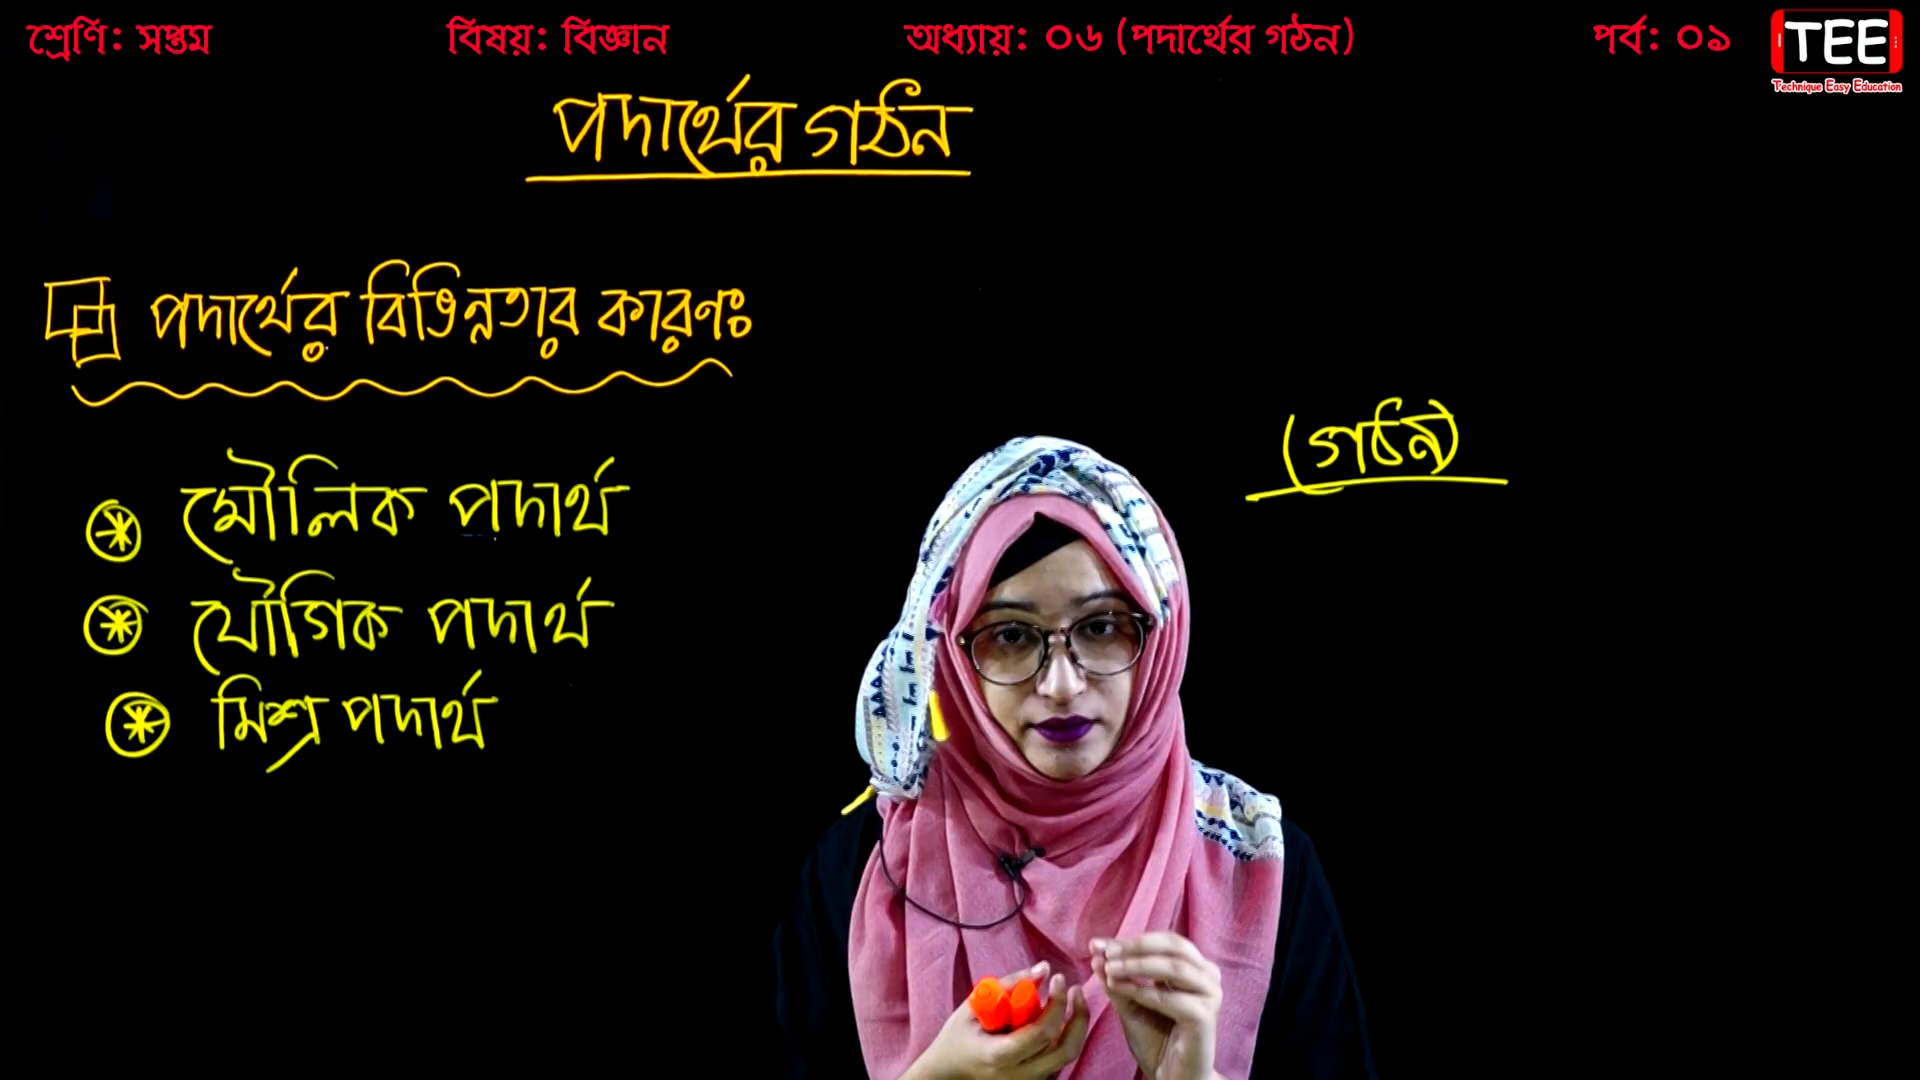 শ্রেণি: সপ্তম বিষয়: বিজ্ঞান অধ্যায়: ০৬ (পদার্থের গঠন) পর্ব: ০১ TEE
Technique Easy Education
পদার্থের গঠন
পদার্থের বিভিন্নতার কারণঃ
(গঠন)
মৌলিক পদার্থ
যৌগিক পদার্থ
মিশ্র পদার্থ